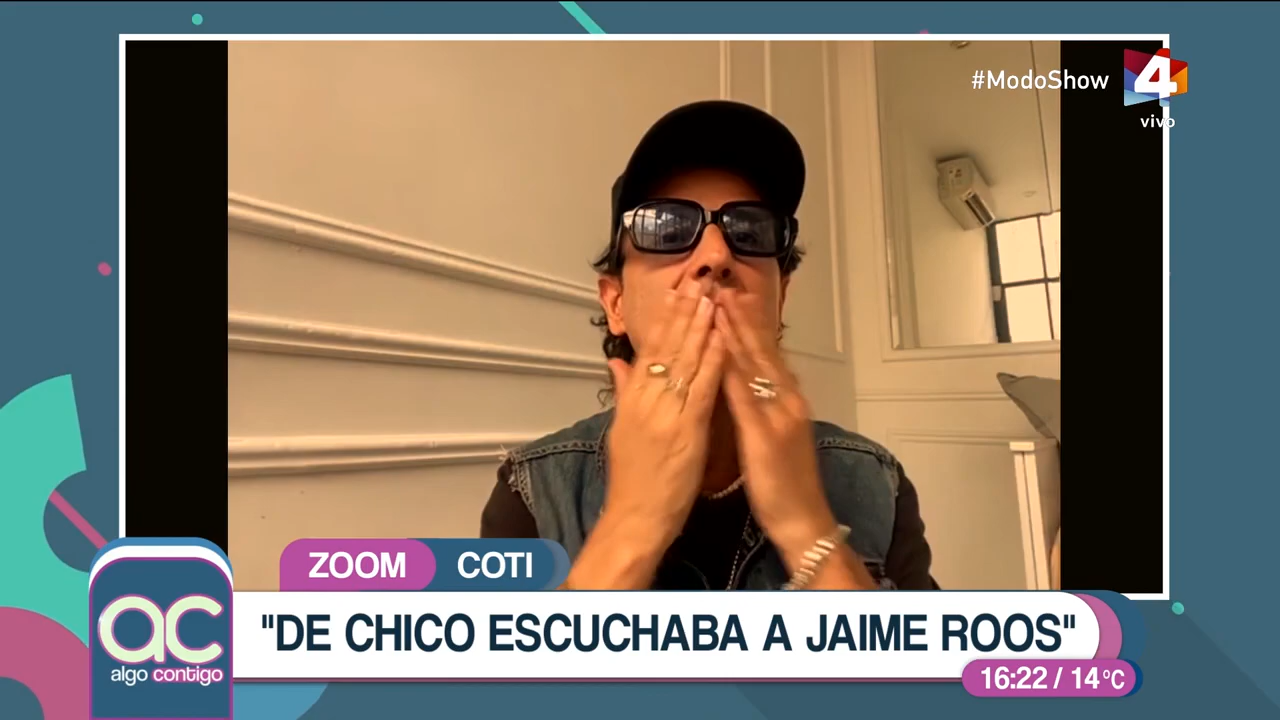 #ModoShow
4
vivo
ZOOM COTI
"DE CHICO ESCUCHABA A JAIME ROOS"
ac
algo contigo
16:22 / 14°C